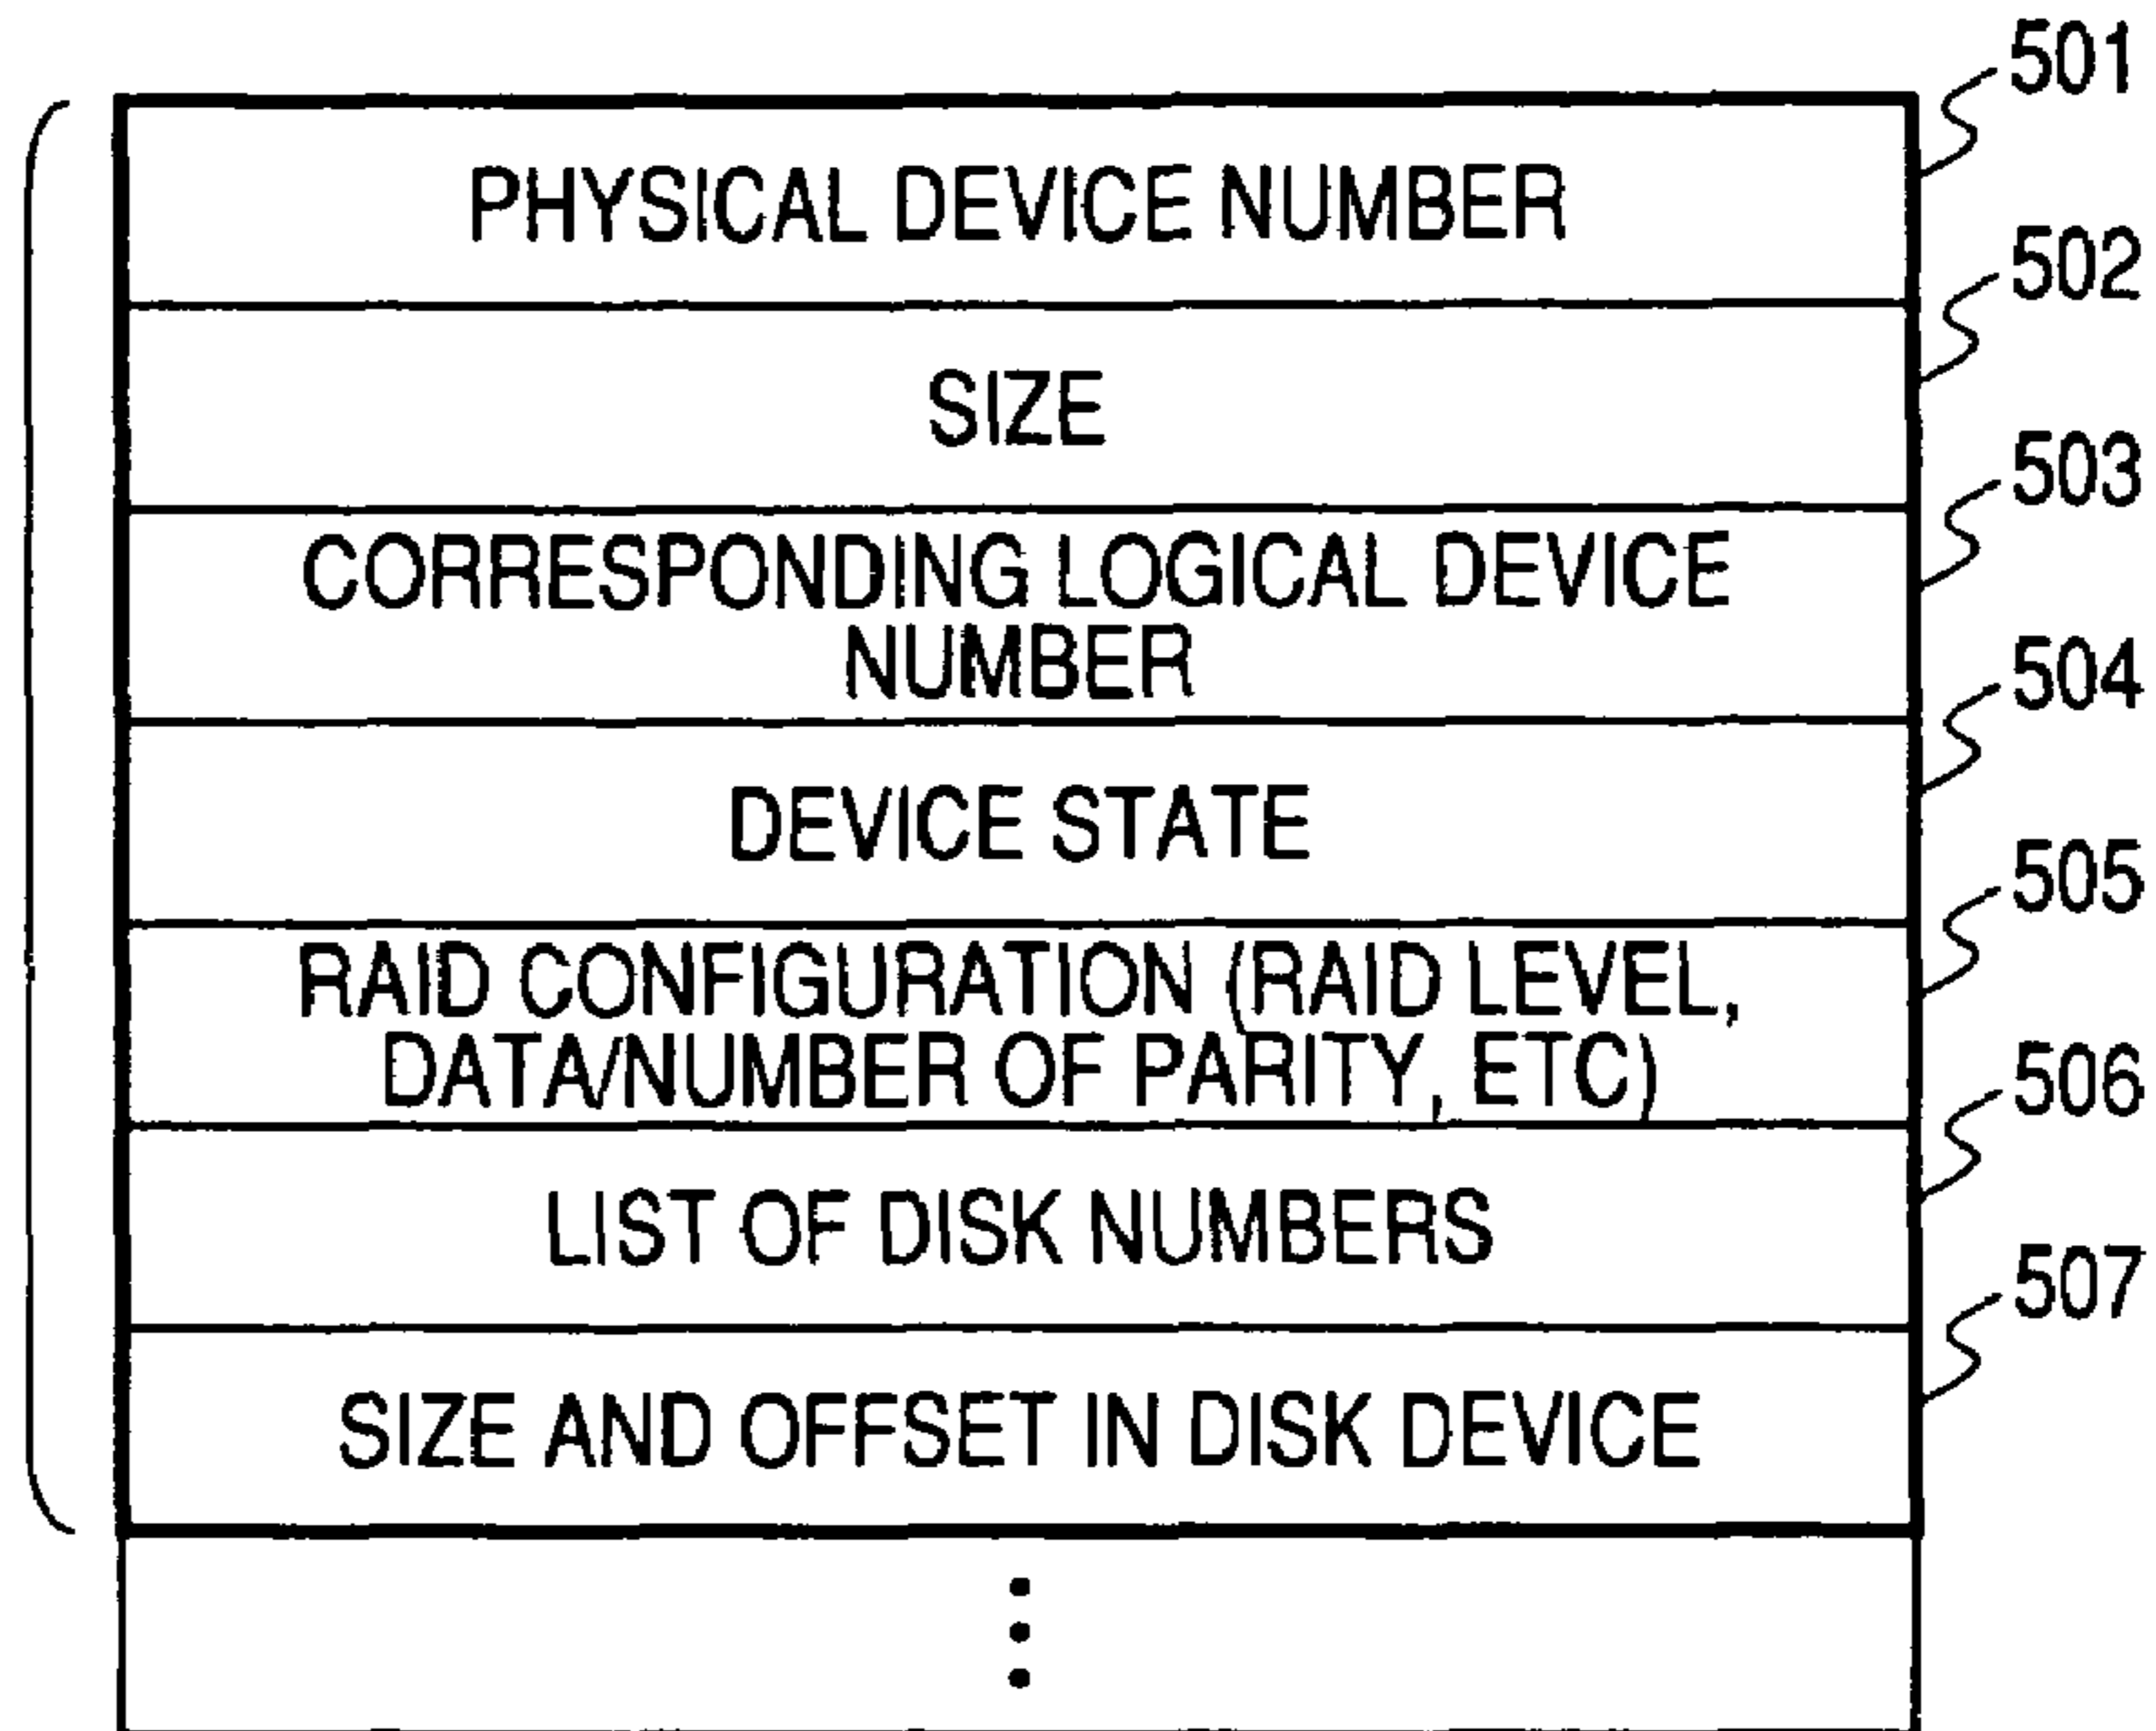 501
PHYSICAL DEVICE NUMBER
502
SIZE
503
CORRESPONDING LOGICAL DEVICE
NUMBER
504
DEVICE STATE
505
RAID CONFIGURATION (RAID LEVEL,
DATA/NUMBER OF PARITY, ETC)
506
LIST OF DISK NUMBERS
507
SIZE AND OFFSET IN DISK DEVICE